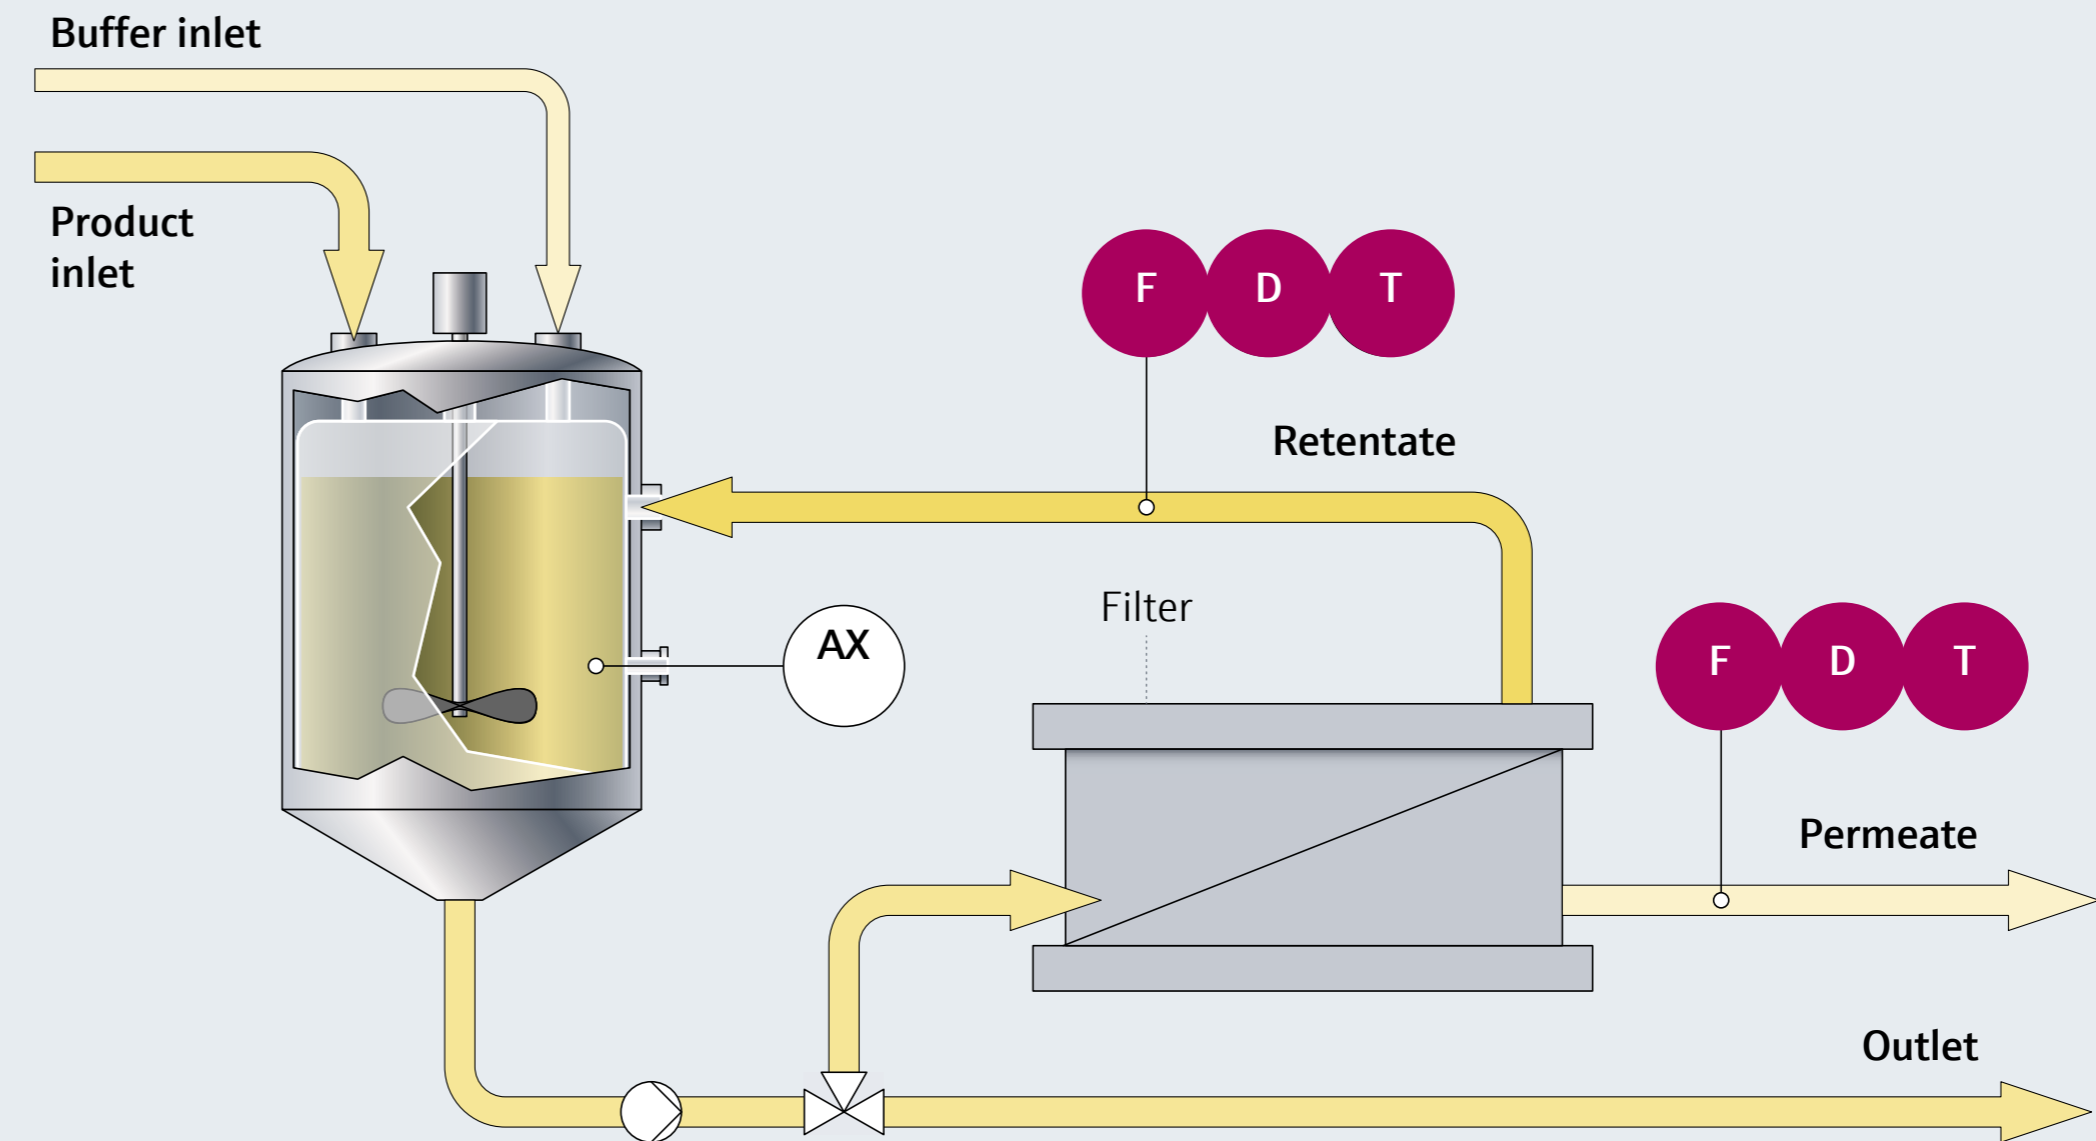 Buffer inlet
Product
inlet
F D T
Retentate
Filter
AX
F D T
Permeate
Outlet